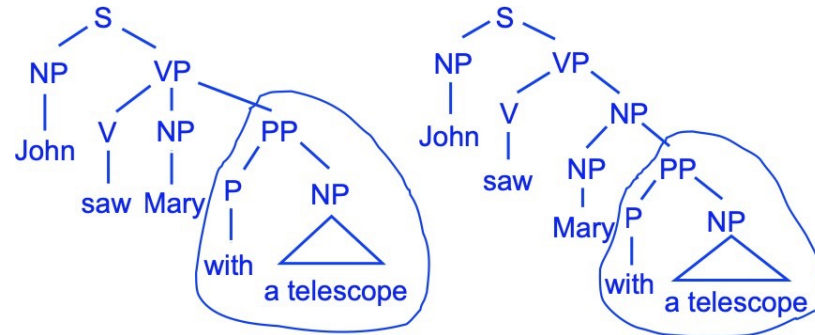 S S
NP VP NP VP
John V NP PP John V NP
saw Mary P NP saw NP PP
with a telescope Mary P NP
with a telescope